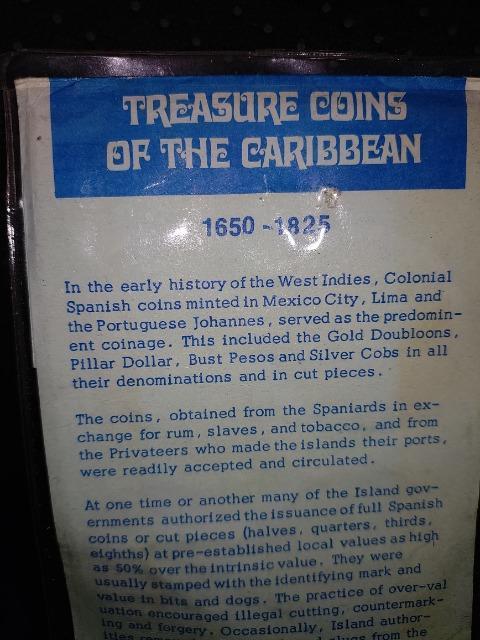 TREASURE COINS
OF THE CARIBBEAN
1650 - 1825
In the early history of the West Indies, Colonial
Spanish coins minted in Mexico City, Lima and
the Portuguese Johannes, served as the predomin-
ent coinage. This included the Gold Doubloons,
Pillar Dollar, Bust Pesos and Silver Cobs in all
their denominations and in cut pieces.
The coins, obtained from the Spaniards in ex-
change for rum, slaves, and tobacco, and from
the Privateers who made the islands their ports,
were readily accepted and circulated.
At one time or another many of the Island gov-
ernments authorized the issuance of full Spanish
coins or cut pieces (halves, quarters, thirds,
eighths) at pre-established local values as high
as 50% over the intrinsic value. They were
usually stamped with the identifying mark and
value in bits and dogs. The practice of over-val
uation encouraged illegal cutting, countermark-
ing and forgery. Occasionally, Island author-
ities from the